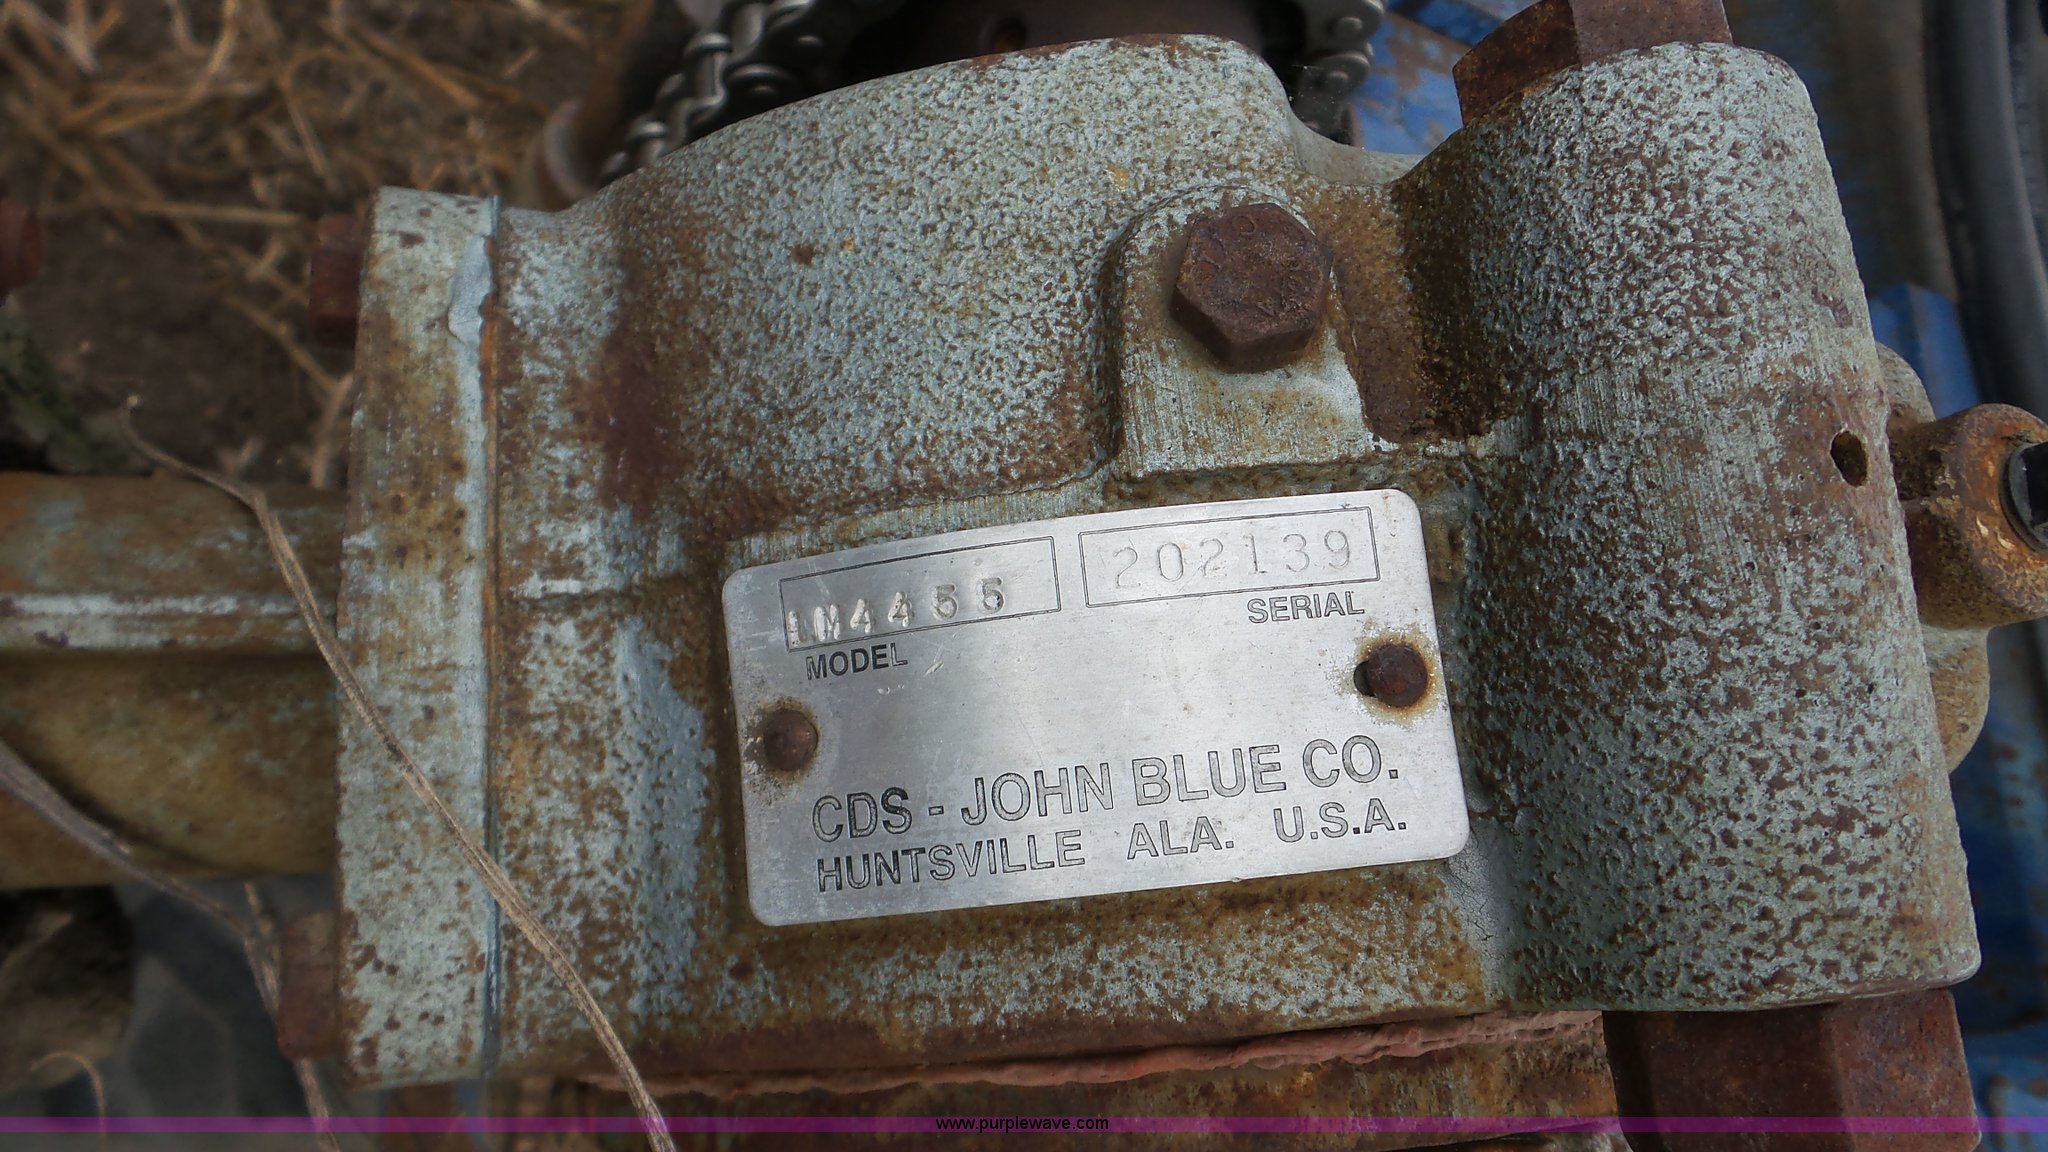 LM4455
202139
MODEL
SERIAL
CDS - JOHN BLUE CO.
HUNTSVILLE ALA. U.S.A.
www.purplewave.com